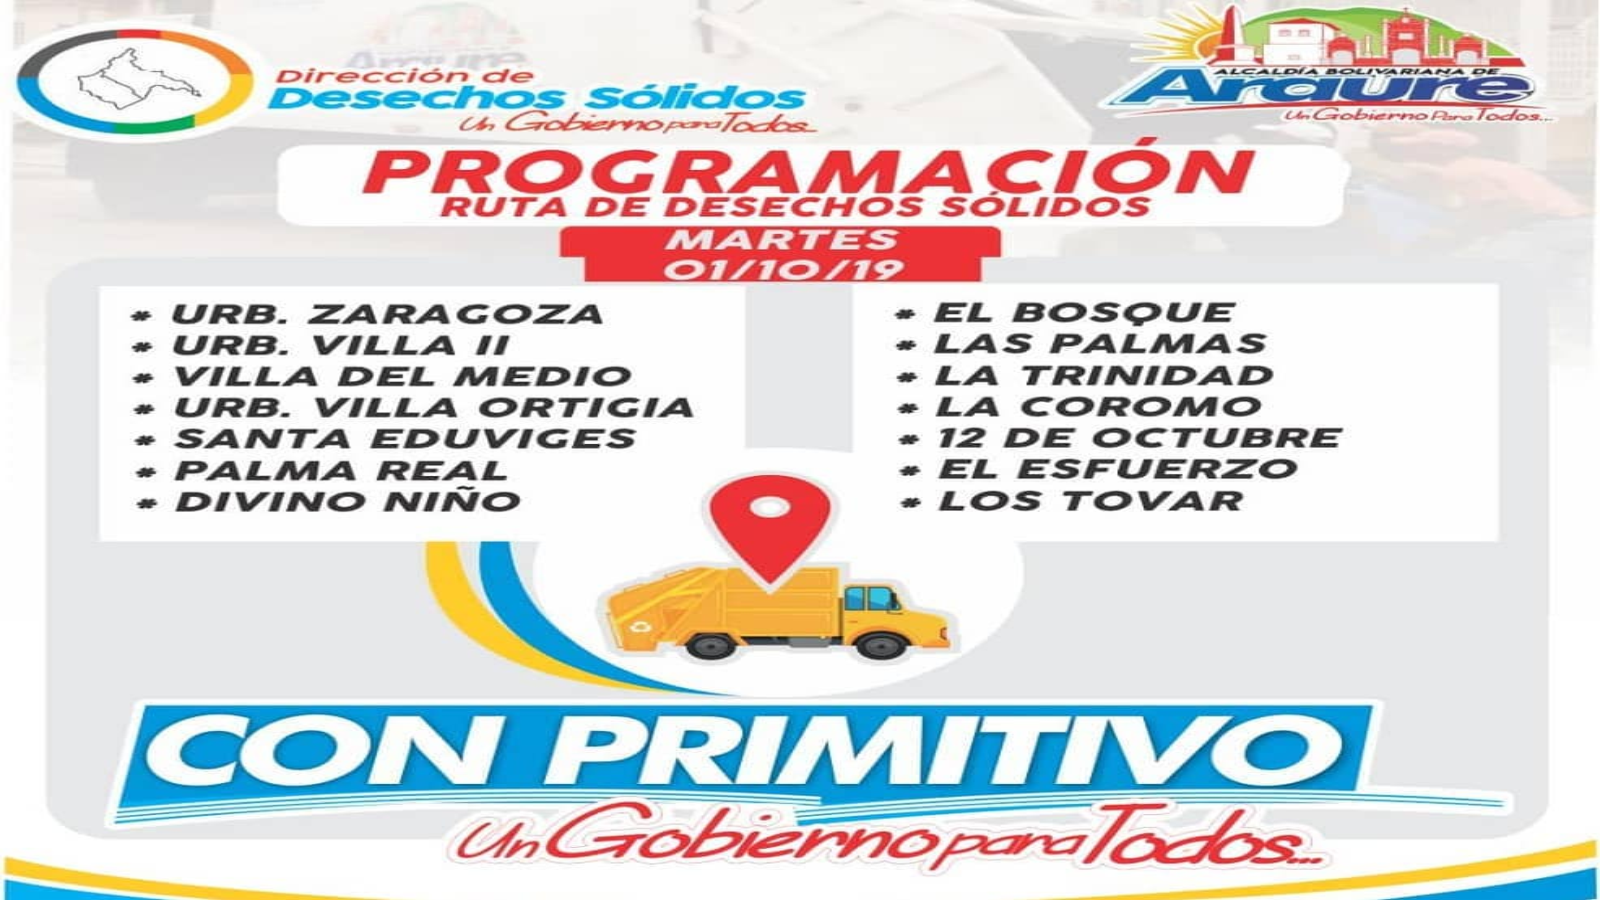 Dirección de
Desechos Sólidos
Un Gobierno para Todos...
ALCALDÍA BOLIVARIANA DE
Araure
Un Gobierno Para Todos...
PROGRAMACIÓN
RUTA DE DESECHOS SÓLIDOS
MARTES
01/10/19
* URB. ZARAGOZA
* URB. VILLA II
* VILLA DEL MEDIO
* URB. VILLA ORTIGIA
* SANTA EDUVIGES
* PALMA REAL
* DIVINO NIÑO
* EL BOSQUE
* LAS PALMAS
* LA TRINIDAD
* LA COROMO
* 12 DE OCTUBRE
* EL ESFUERZO
* LOS TOVAR
CON PRIMITIVO
Un Gobierno para Todos...